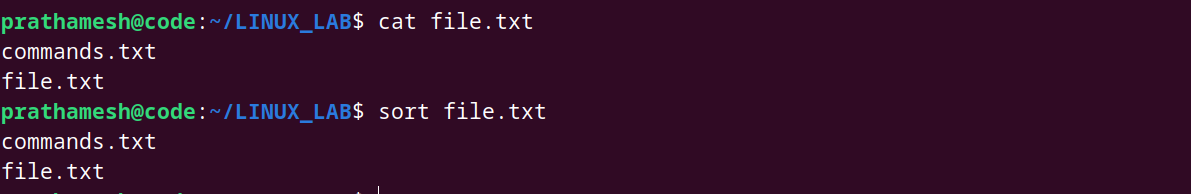 prathamesh@code:~/LINUX_LAB$ cat file.txt
commands.txt
file.txt
prathamesh@code:~/LINUX_LAB$ sort file.txt
commands.txt
file.txt